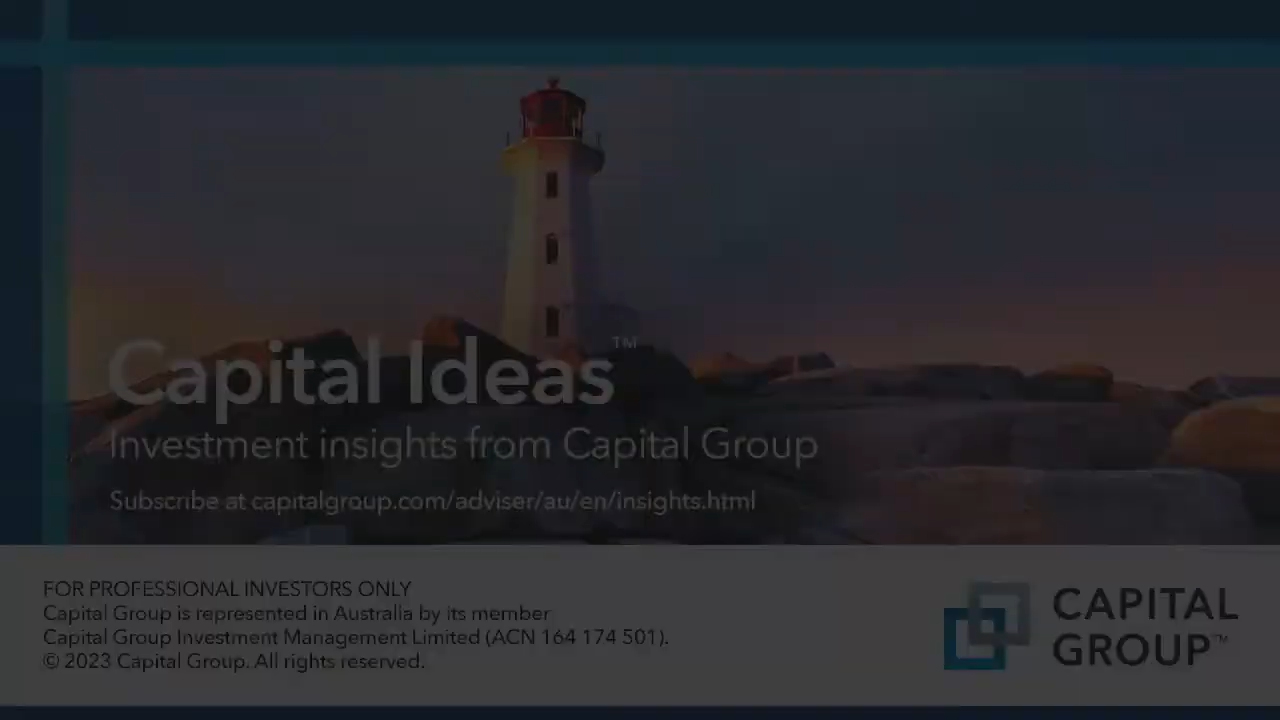 Capital Ideas™
Investment insights from Capital Group
Subscribe at capitalgroup.com/adviser/au/en/insights.html
FOR PROFESSIONAL INVESTORS ONLY
Capital Group is represented in Australia by its member
Capital Group Investment Management Limited (ACN 164 174 501).
© 2023 Capital Group. All rights reserved.
CAPITAL
GROUP™